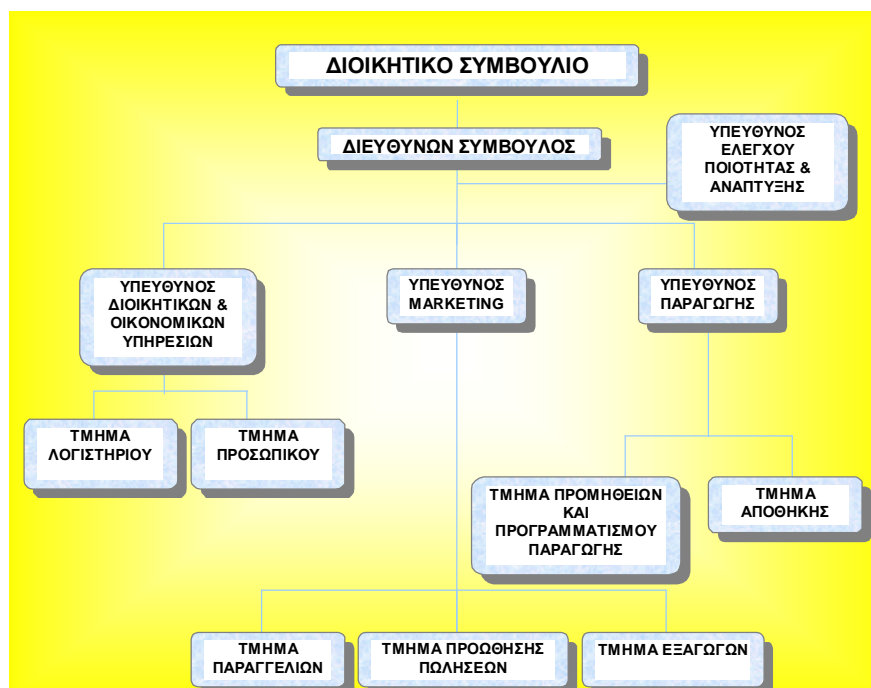 ΔΙΟΙΚΗΤΙΚΟ ΣΥΜΒΟΥΛΙΟ
ΔΙΕΥΘΥΝΩΝ ΣΥΜΒΟΥΛΟΣ
ΥΠΕΥΘΥΝΟΣ
ΕΛΕΓΧΟΥ
ΠΟΙΟΤΗΤΑΣ &
ΑΝΑΠΤΥΞΗΣ
ΥΠΕΥΘΥΝΟΣ
ΔΙΟΙΚΗΤΙΚΩΝ &
ΟΙΚΟΝΟΜΙΚΩΝ
ΥΠΗΡΕΣΙΩΝ
ΥΠΕΥΘΥΝΟΣ
MARKETING
ΥΠΕΥΘΥΝΟΣ
ΠΑΡΑΓΩΓΗΣ
ΤΜΗΜΑ
ΛΟΓΙΣΤΗΡΙΟΥ
ΤΜΗΜΑ
ΠΡΟΣΩΠΙΚΟΥ
ΤΜΗΜΑ ΠΡΟΜΗΘΕΙΩΝ
ΚΑΙ
ΠΡΟΓΡΑΜΜΑΤΙΣΜΟΥ
ΠΑΡΑΓΩΓΗΣ
ΤΜΗΜΑ
ΑΠΟΘΗΚΗΣ
ΤΜΗΜΑ
ΠΑΡΑΓΓΕΛΙΩΝ
ΤΜΗΜΑ ΠΡΟΩΘΗΣΗΣ
ΠΩΛΗΣΕΩΝ
ΤΜΗΜΑ ΕΞΑΓΩΓΩΝ